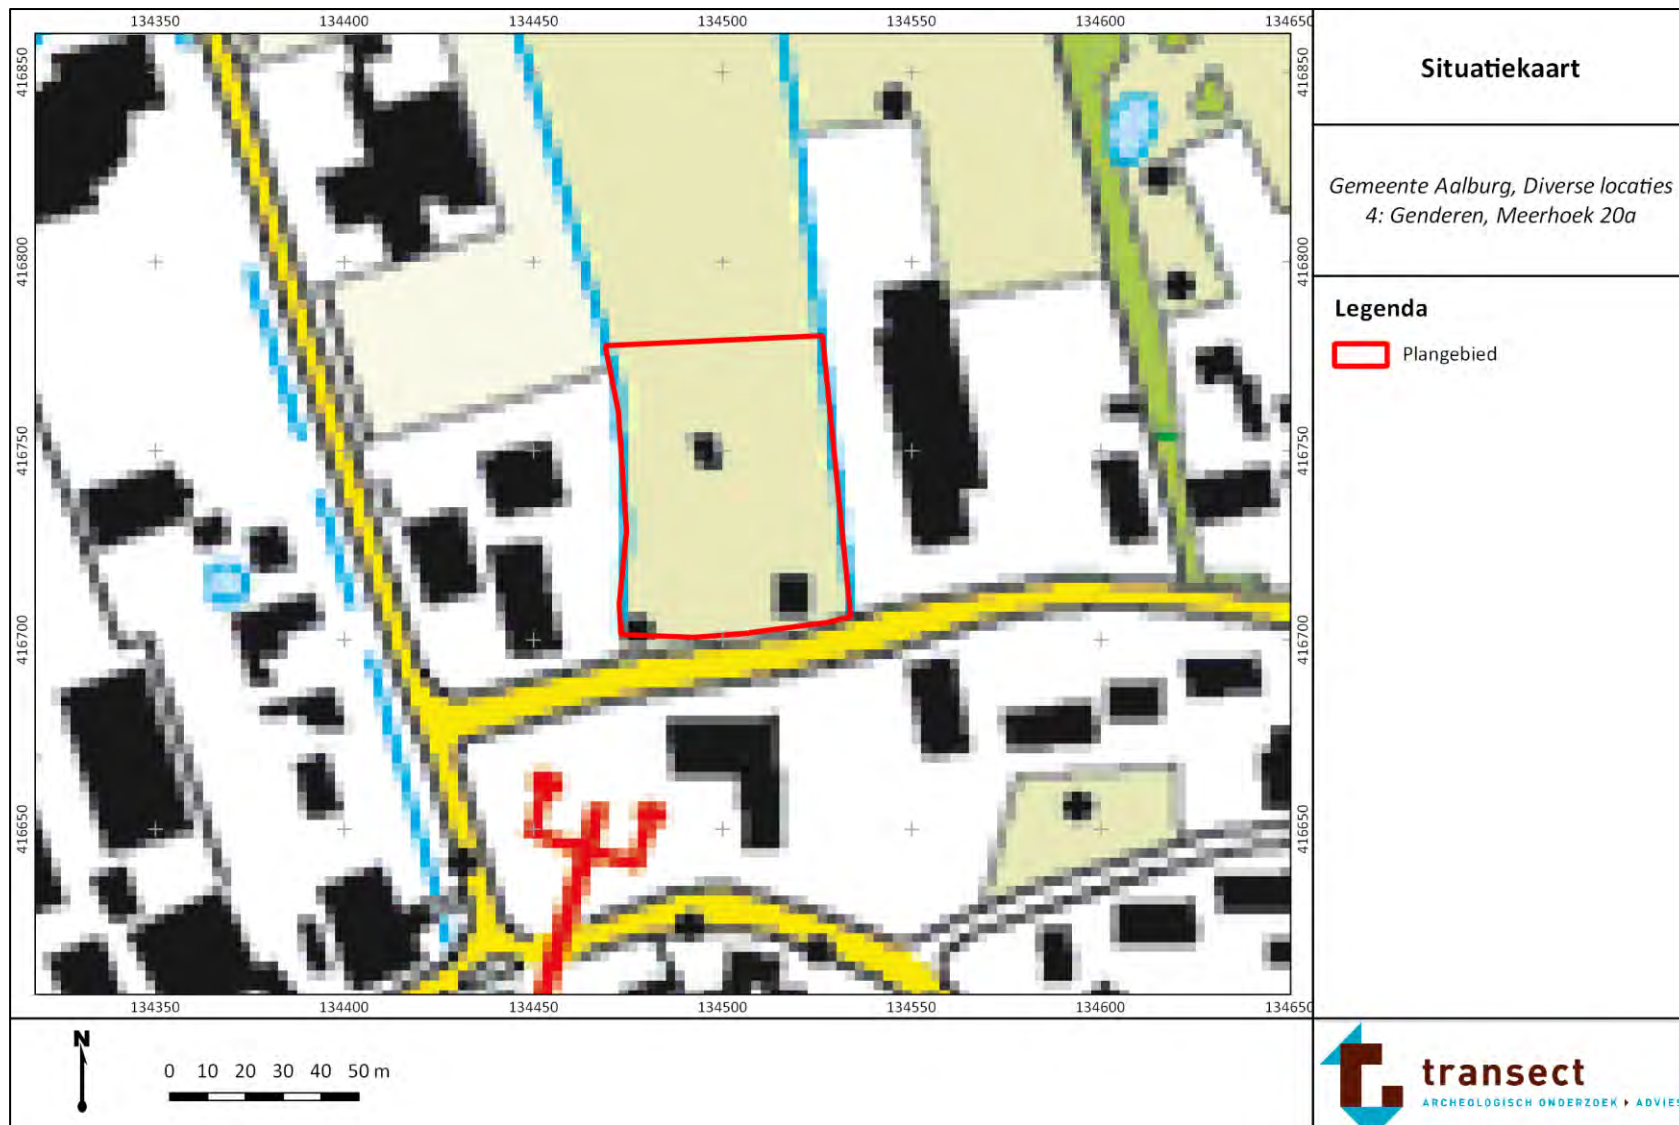 134350 134400 134450 134500 134550 134600 134650
416850 416850
416800 416800
416750 416750
416700 416700
416650 416650
134350 134400 134450 134500 134550 134600 134650
Situatiekaart
Gemeente Aalburg, Diverse locaties
4: Genderen, Meerhoek 20a
Legenda
Plangebied
N
0 10 20 30 40 50 m
transect
ARCHEOLOGISCH ONDERZOEK ▸ ADVIES